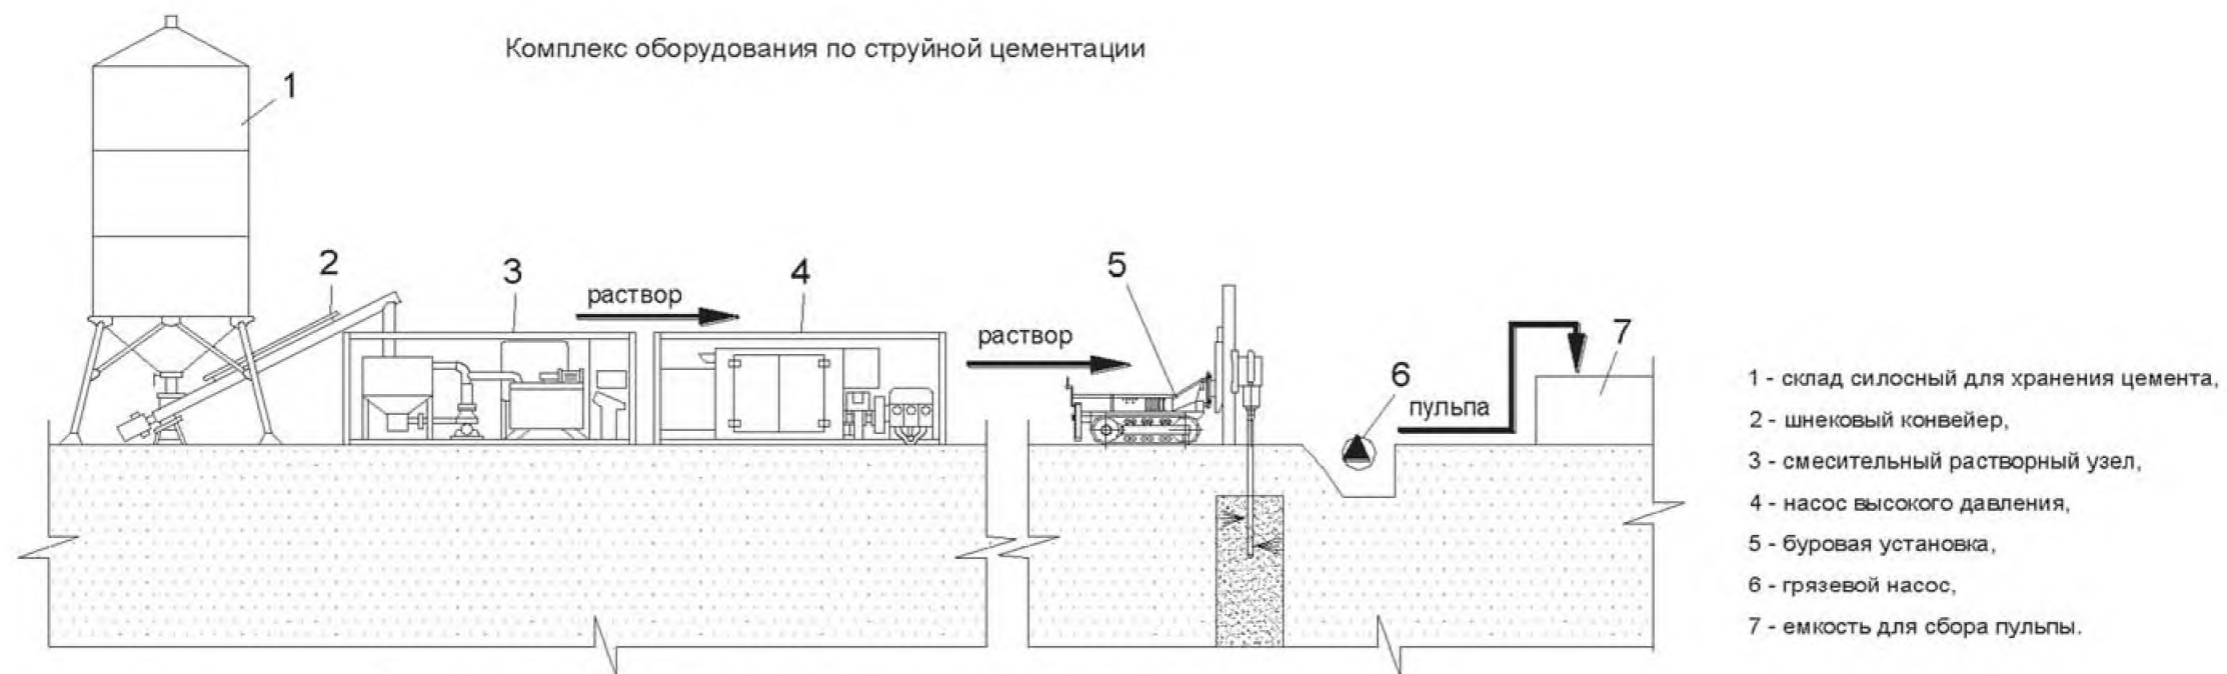 Комплекс оборудования по струйной цементации
1
2
3
раствор
4
раствор
5
6
пульпа
7
1 - склад силосный для хранения цемента,
2 - шнековый конвейер,
3 - смесительный растворный узел,
4 - насос высокого давления,
5 - буровая установка,
6 - грязевой насос,
7 - емкость для сбора пульпы.